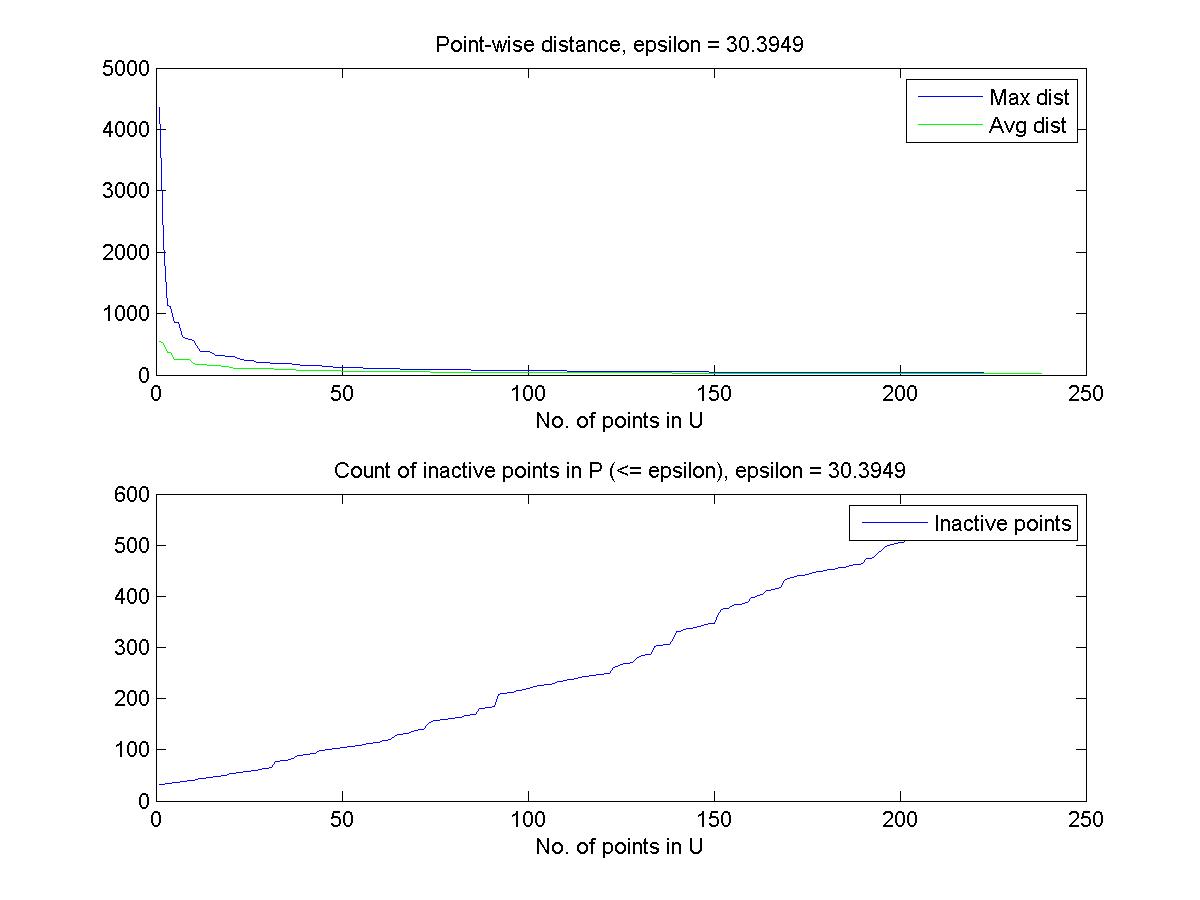 Point-wise distance, epsilon = 30.3949
5000
4000
3000
2000
1000
0
Max dist
Avg dist
0 50 100 150 200 250
No. of points in U
Count of inactive points in P (<= epsilon), epsilon = 30.3949
600
500
400
300
200
100
0
Inactive points
0 50 100 150 200 250
No. of points in U